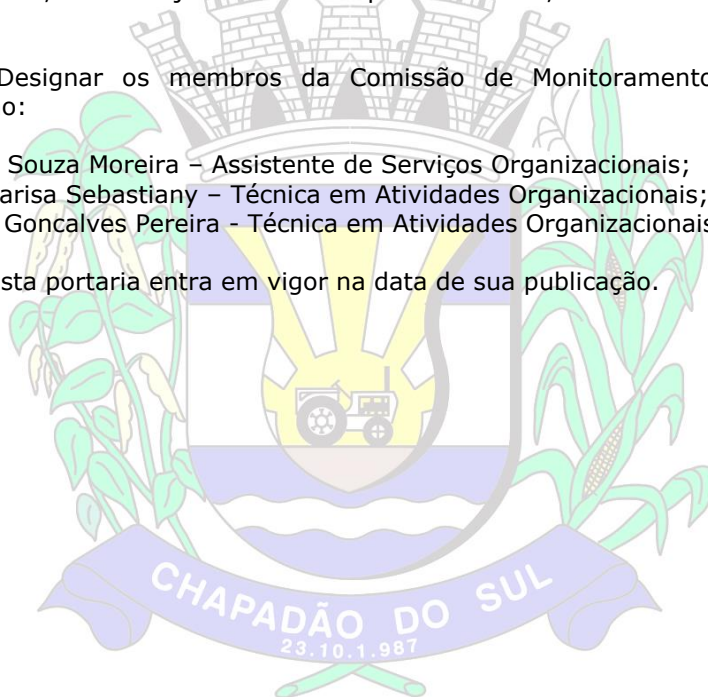 Designar os membros da Comissão de Monitoramento
o:
Souza Moreira – Assistente de Serviços Organizacionais;
arisa Sebastiany – Técnica em Atividades Organizacionais;
Goncalves Pereira - Técnica em Atividades Organizacionais
sta portaria entra em vigor na data de sua publicação.
CHAPADÃO DO SUL
23.10.1.987